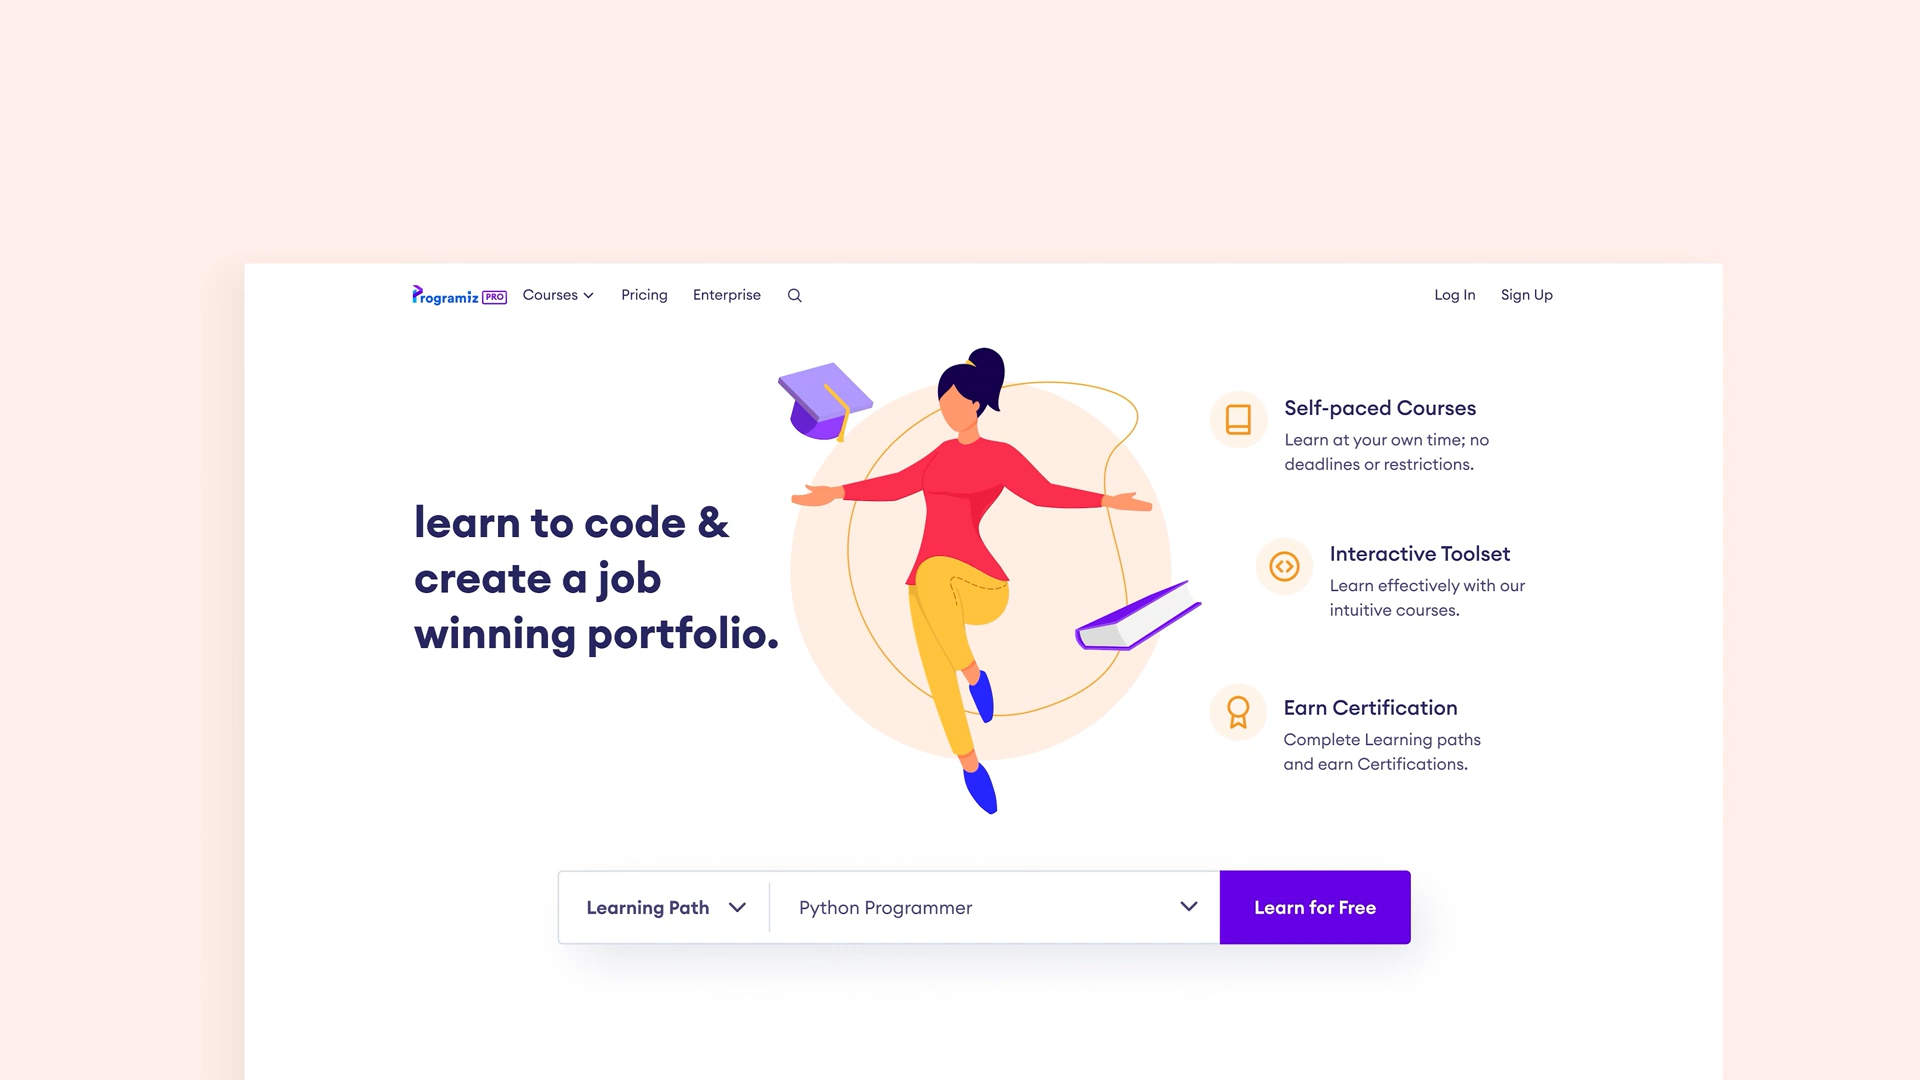 Programiz PRO Courses Pricing Enterprise Log In Sign Up
learn to code &
create a job
winning portfolio.
Self-paced Courses
Learn at your own time; no
deadlines or restrictions.
Interactive Toolset
Learn effectively with our
intuitive courses.
Earn Certification
Complete Learning paths
and earn Certifications.
Learning Path Python Programmer Learn for Free